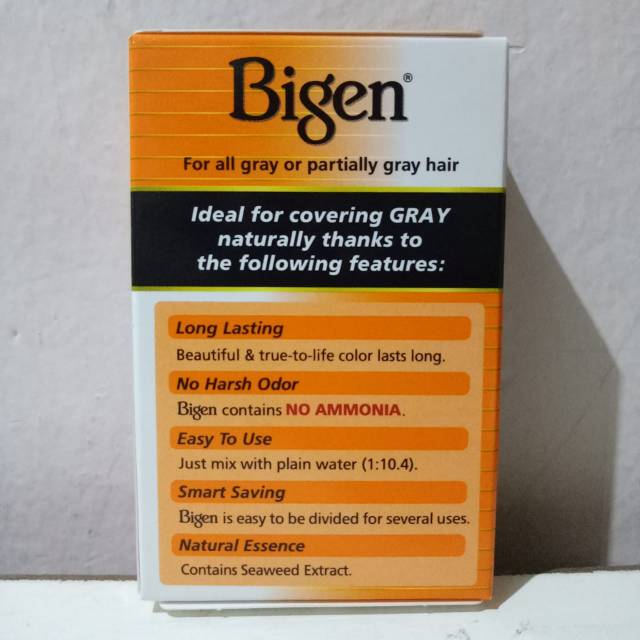 Bigen®
For all gray or partially gray hair
Ideal for covering GRAY
naturally thanks to
the following features:
Long Lasting
Beautiful & true-to-life color lasts long.
No Harsh Odor
Bigen contains NO AMMONIA.
Easy To Use
Just mix with plain water (1:10.4).
Smart Saving
Bigen is easy to be divided for several uses.
Natural Essence
Contains Seaweed Extract.